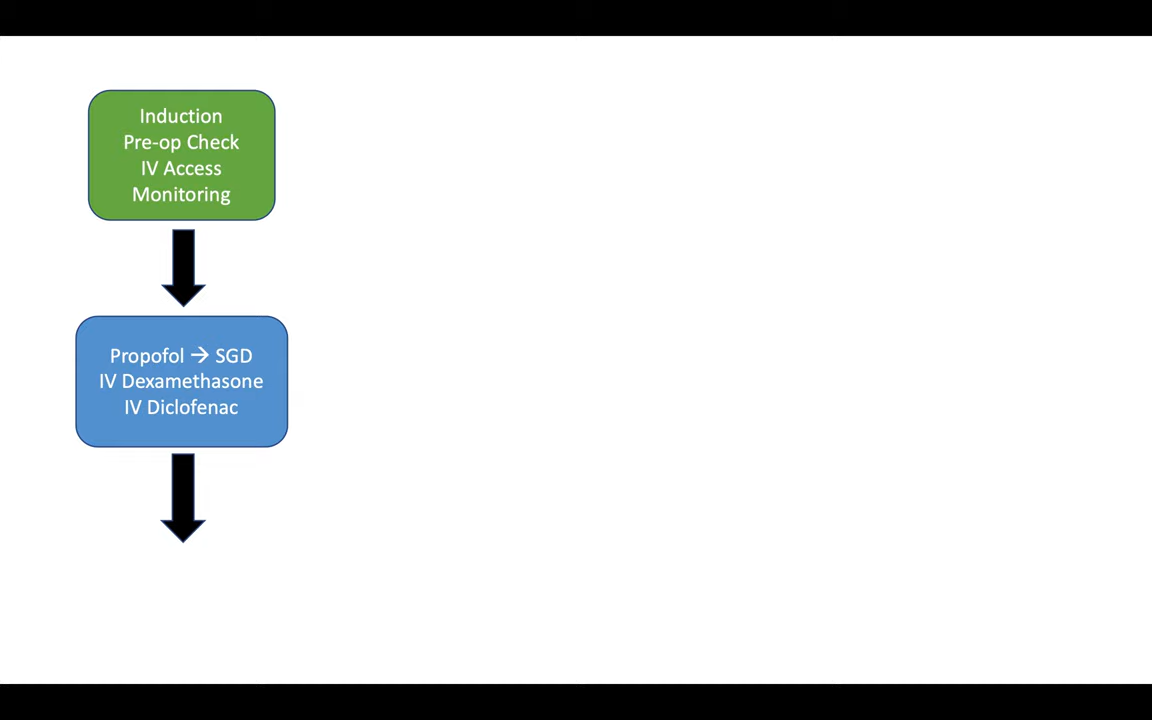 Induction
Pre-op Check
IV Access
Monitoring
Propofol → SGD
IV Dexamethasone
IV Diclofenac